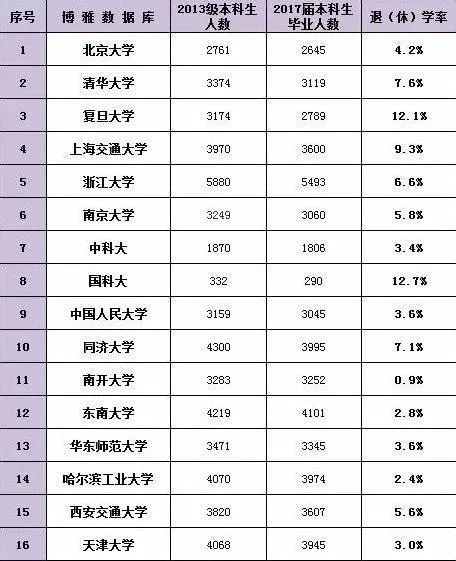 序号 博雅数据库 2013级本科生人数 2017届本科生毕业人数 退（休）学率
1 北京大学 2761 2645 4.2%
2 清华大学 3374 3119 7.6%
3 复旦大学 3174 2789 12.1%
4 上海交通大学 3970 3600 9.3%
5 浙江大学 5880 5493 6.6%
6 南京大学 3249 3060 5.8%
7 中科大 1870 1806 3.4%
8 国科大 332 290 12.7%
9 中国人民大学 3159 3045 3.6%
10 同济大学 4300 3995 7.1%
11 南开大学 3283 3252 0.9%
12 东南大学 4219 4101 2.8%
13 华东师范大学 3471 3345 3.6%
14 哈尔滨工业大学 4070 3974 2.4%
15 西安交通大学 3820 3607 5.6%
16 天津大学 4068 3945 3.0%